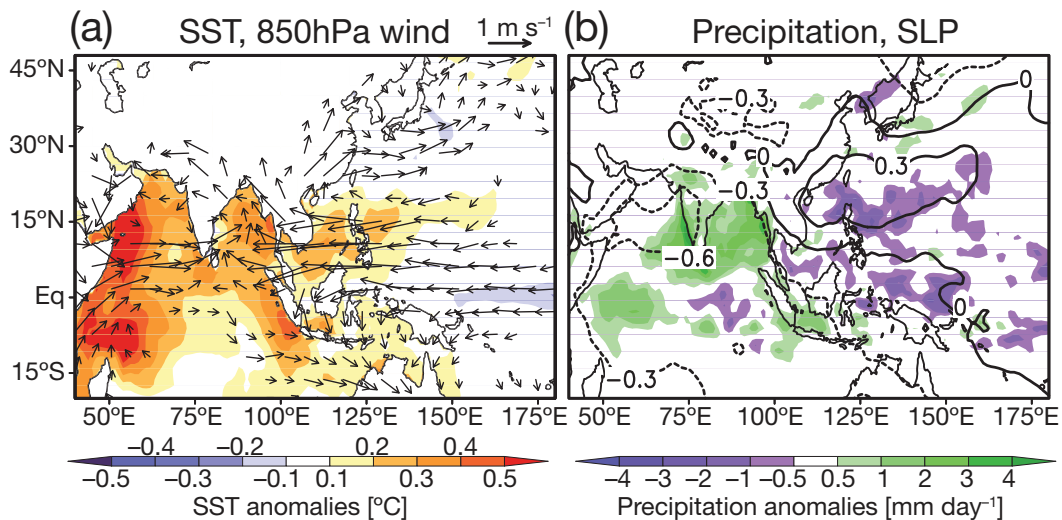 (a) SST, 850hPa wind 1 m s⁻¹
45ºN
30ºN
15ºN
Eq
15ºS
50ºE 75ºE 100ºE 125ºE 150ºE 180ºE
−0.4 −0.2 0.2 0.4
−0.5 −0.3 −0.1 0.1 0.3 0.5
SST anomalies [ºC]
(b) Precipitation, SLP
−0.3
0
0
0.3
−0.3
−0.6
0
−0.3
50ºE 75ºE 100ºE 125ºE 150ºE 180ºE
−4 −3 −2 −1 −0.5 0.5 1 2 3 4
Precipitation anomalies [mm day⁻¹]